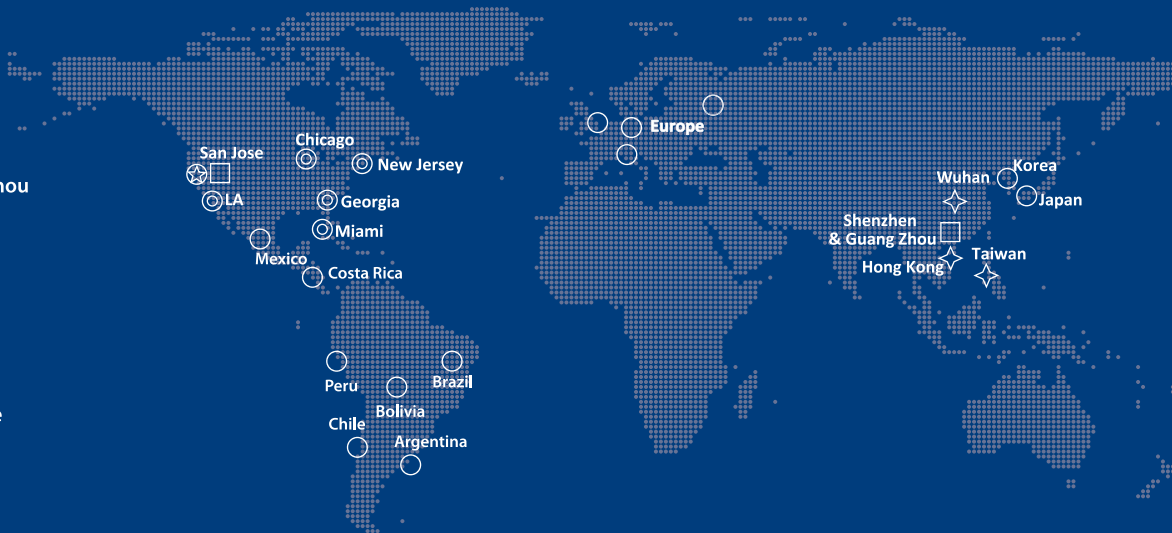 Chicago
San Jose
New Jersey
LA
Georgia
Miami
Mexico
Costa Rica
Peru
Brazil
Bolivia
Chile
Argentina
Europe
Korea
Wuhan
Japan
Shenzhen
& Guang Zhou
Taiwan
Hong Kong